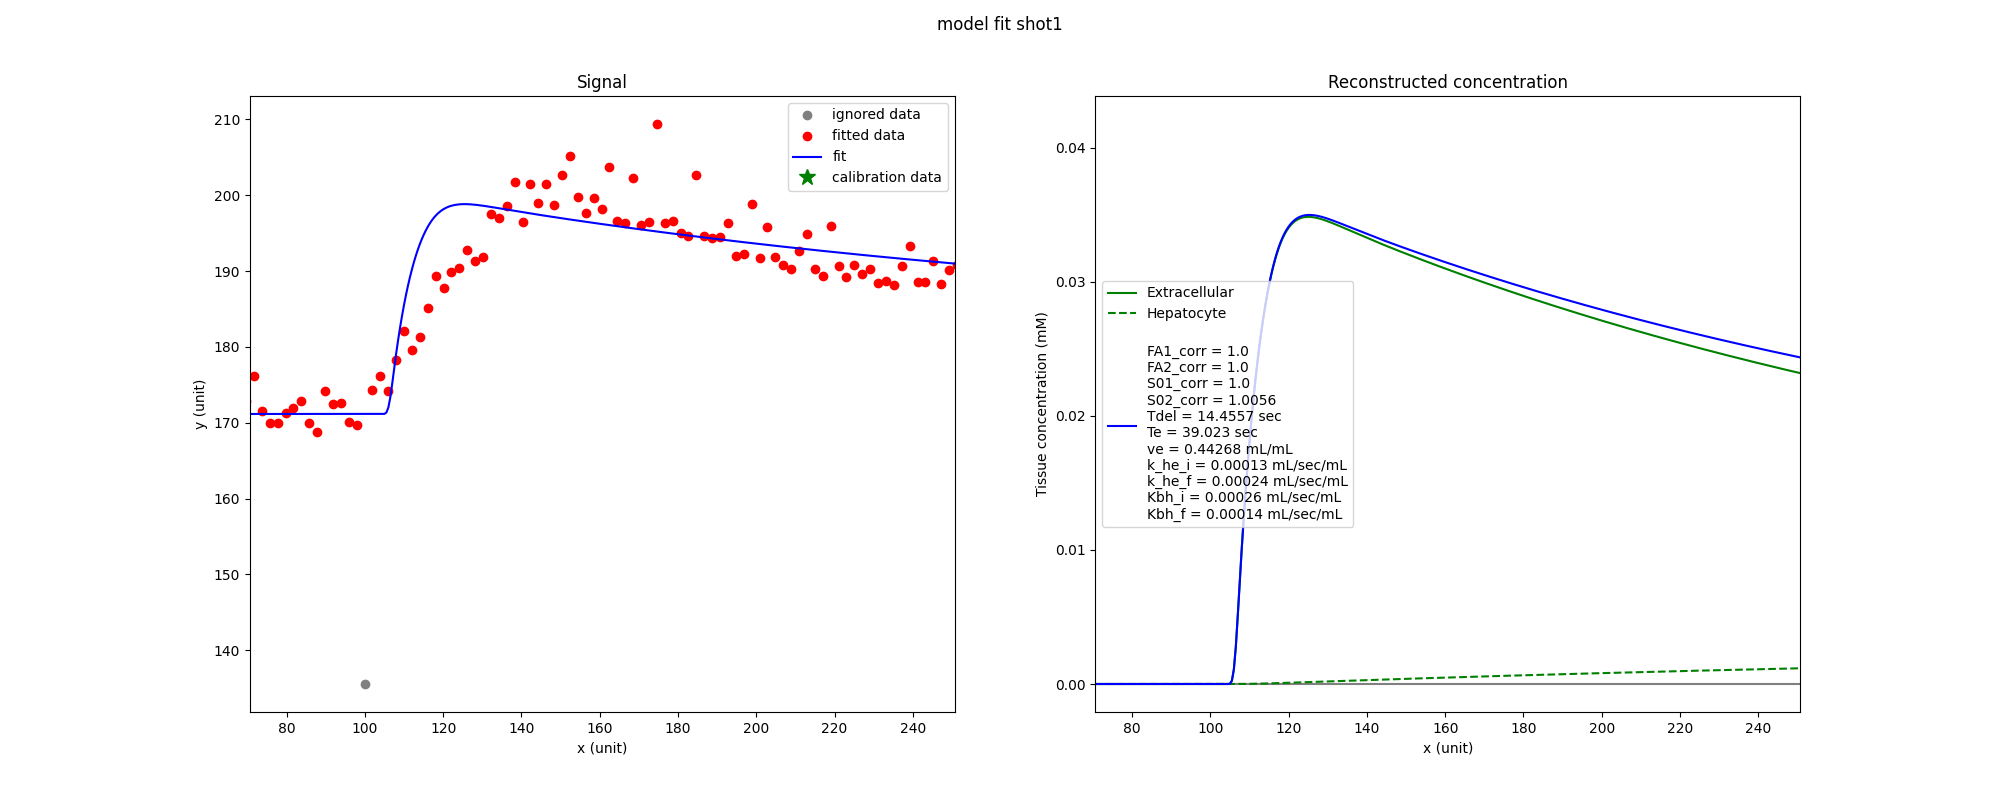 model fit shot1
Signal
210
200
190
180
170
160
150
140
y (unit)
80 100 120 140 160 180 200 220 240
x (unit)
ignored data
fitted data
fit
calibration data
Reconstructed concentration
0.04
0.03
0.02
0.01
0.00
Tissue concentration (mM)
80 100 120 140 160 180 200 220 240
x (unit)
Extracellular
Hepatocyte
FA1_corr = 1.0
FA2_corr = 1.0
S01_corr = 1.0
S02_corr = 1.0056
Tdel = 14.4557 sec
Te = 39.023 sec
ve = 0.44268 mL/mL
k_he_i = 0.00013 mL/sec/mL
k_he_f = 0.00024 mL/sec/mL
Kbh_i = 0.00026 mL/sec/mL
Kbh_f = 0.00014 mL/sec/mL